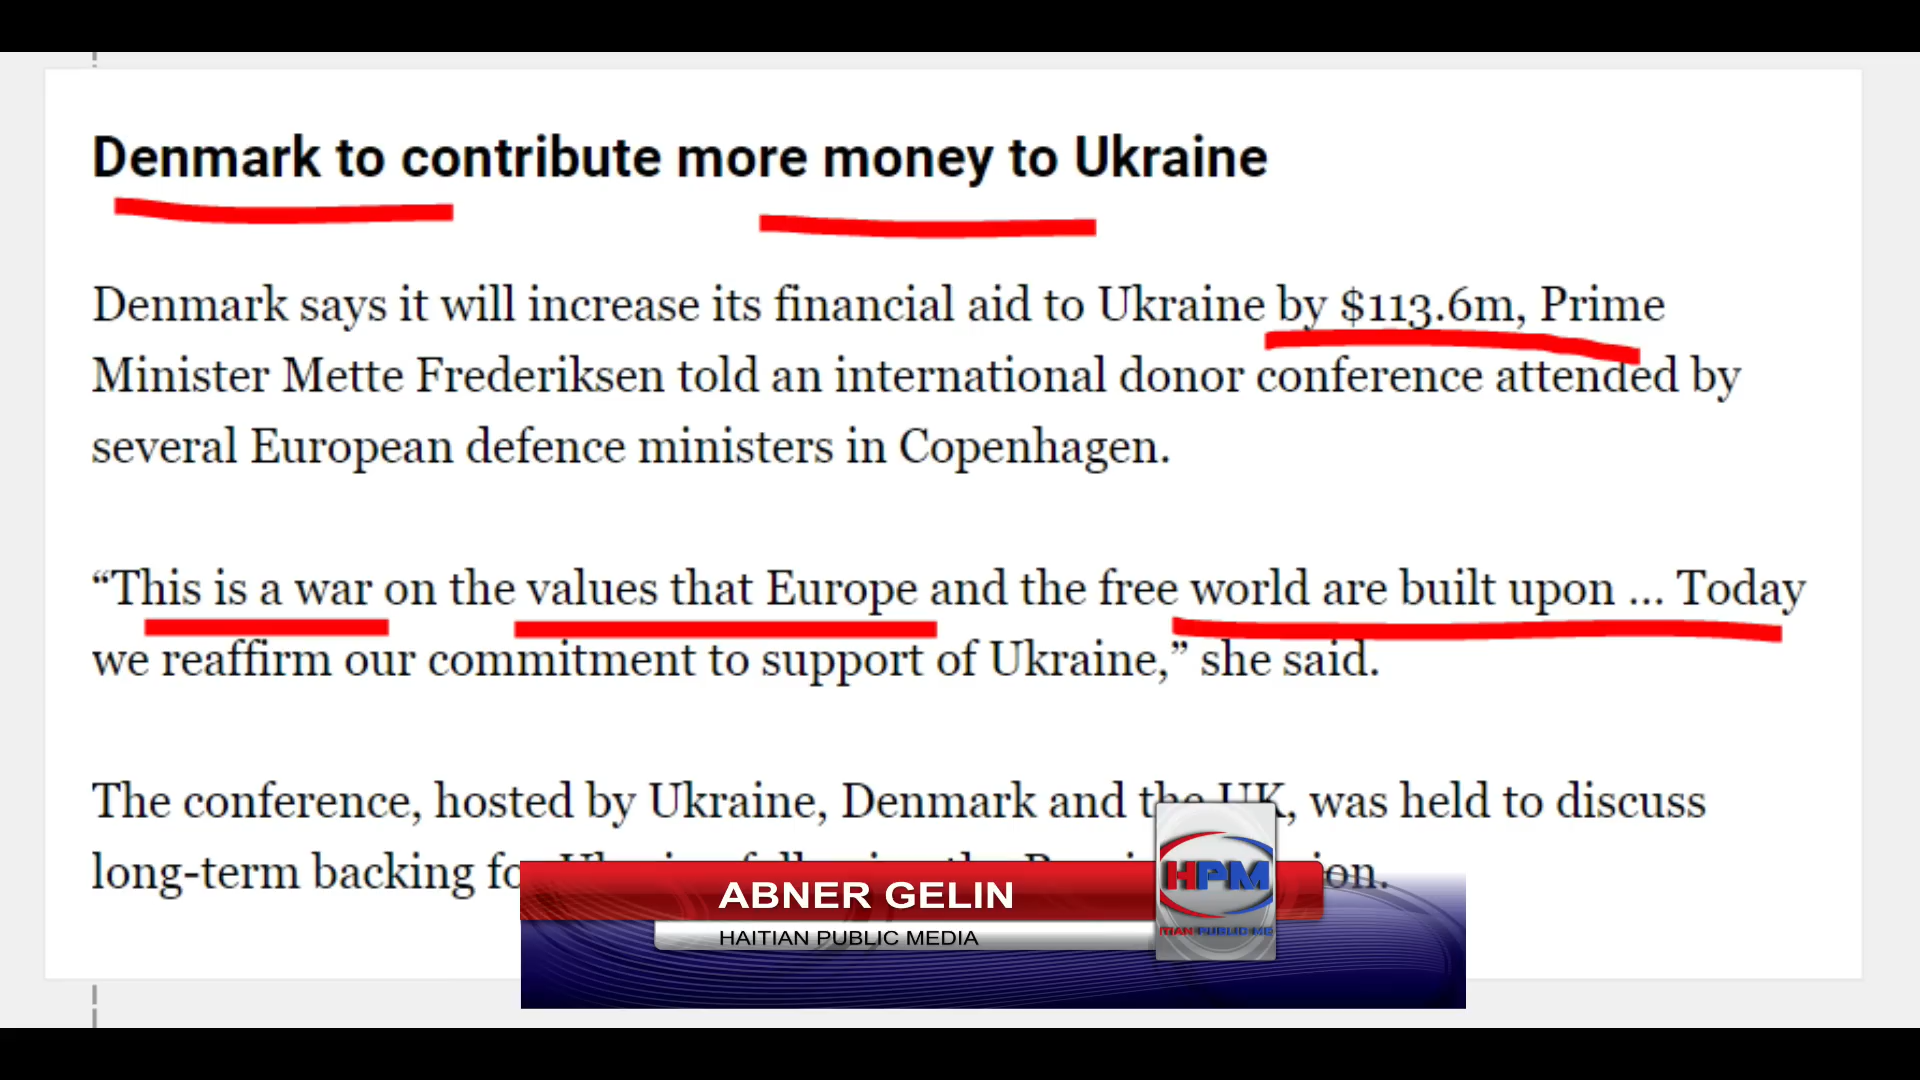 Denmark to contribute more money to Ukraine
Denmark says it will increase its financial aid to Ukraine by $113.6m, Prime
Minister Mette Frederiksen told an international donor conference attended by
several European defence ministers in Copenhagen.
“This is a war on the values that Europe and the free world are built upon ... Today
we reaffirm our commitment to support of Ukraine,” she said.
The conference, hosted by Ukraine, Denmark and the UK, was held to discuss
long-term backing
ABNER GELIN
HAITIAN PUBLIC MEDIA
HPM